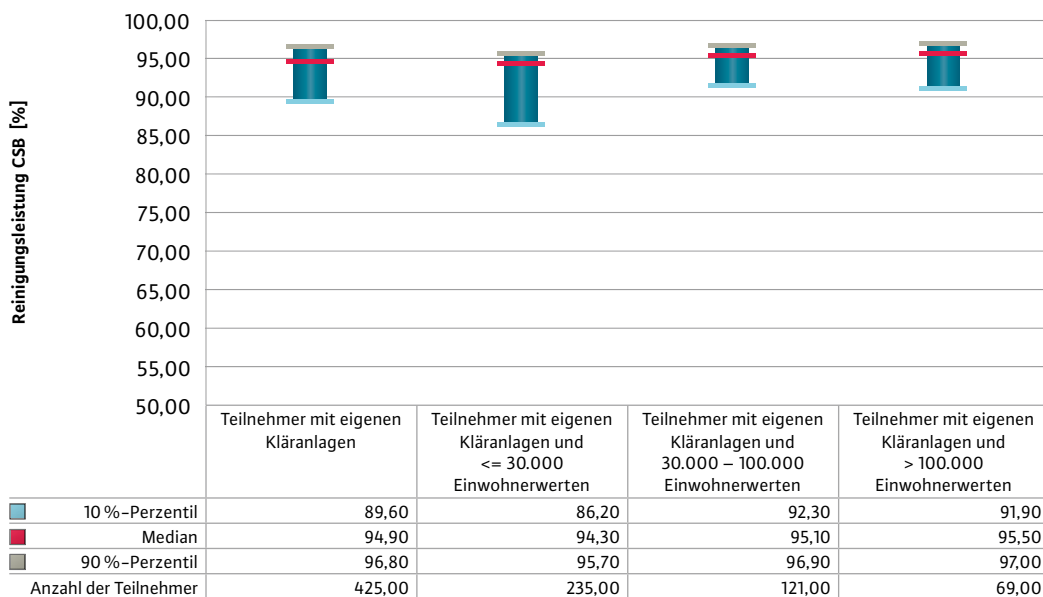 Reinigungsleistung CSB [%]
100,00
95,00
90,00
85,00
80,00
75,00
70,00
65,00
60,00
55,00
50,00
Teilnehmer mit eigenen
Kläranlagen
Teilnehmer mit eigenen
Kläranlagen und
<= 30.000
Einwohnerwerten
Teilnehmer mit eigenen
Kläranlagen und
30.000 – 100.000
Einwohnerwerten
Teilnehmer mit eigenen
Kläranlagen und
> 100.000
Einwohnerwerten
10 %-Perzentil 89,60 86,20 92,30 91,90
Median 94,90 94,30 95,10 95,50
90 %-Perzentil 96,80 95,70 96,90 97,00
Anzahl der Teilnehmer 425,00 235,00 121,00 69,00